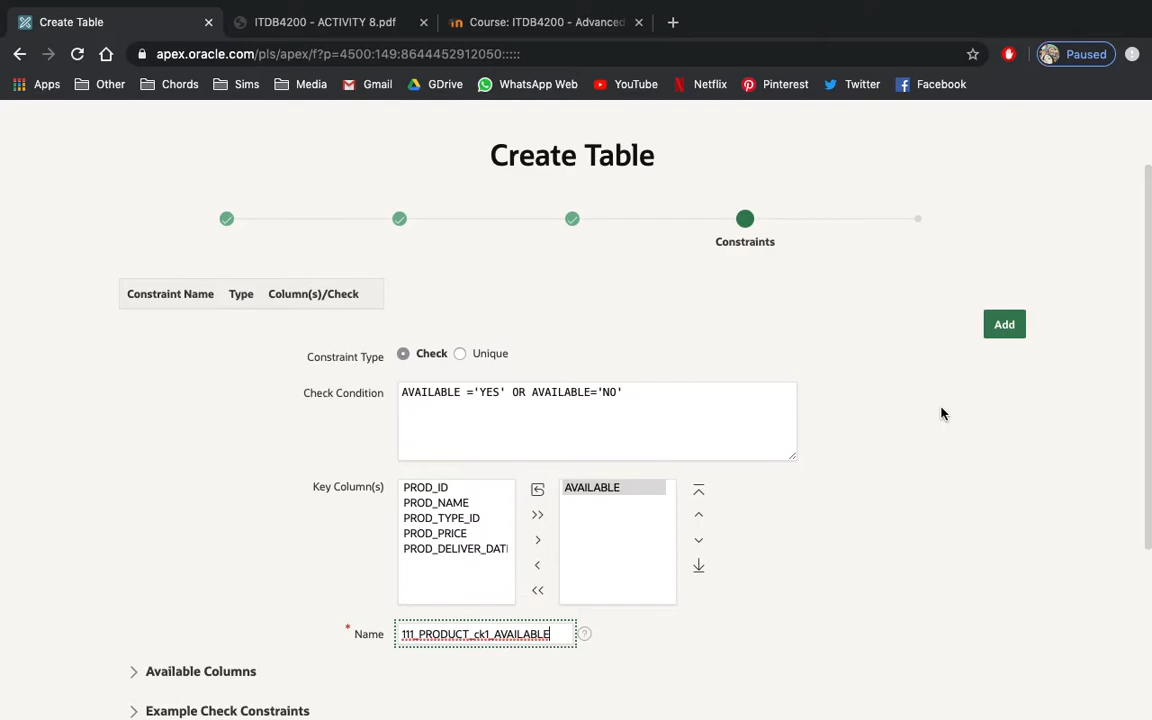 Create Table
ITDB4200 - ACTIVITY 8.pdf
Course: ITDB4200 - Advanced
apex.oracle.com/pls/apex/f?p=4500:149:8644452912050:::::
Paused
Apps
Other
Chords
Sims
Media
Gmail
GDrive
WhatsApp Web
YouTube
Netflix
Pinterest
Twitter
Facebook
Create Table
Constraints
Constraint Name Type Column(s)/Check
Add
Constraint Type Check Unique
Check Condition AVAILABLE ='YES' OR AVAILABLE='NO'
Key Column(s)
PROD_ID
PROD_NAME
PROD_TYPE_ID
PROD_PRICE
PROD_DELIVER_DATI
AVAILABLE
* Name 111_PRODUCT_ck1_AVAILABLE ?
Available Columns
Example Check Constraints